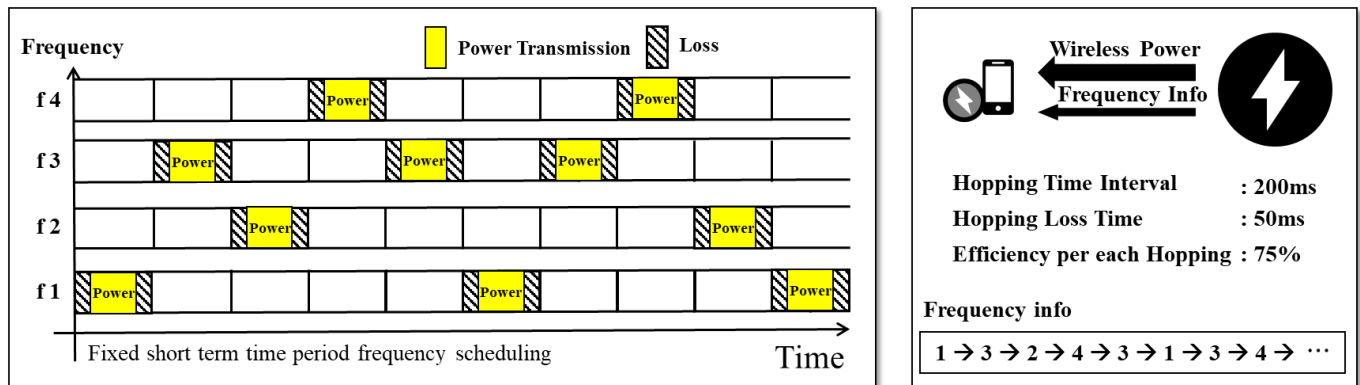 Frequency
Power Transmission
Loss
f 4
Power
Power
f 3
Power
Power
Power
f 2
Power
Power
f 1
Power
Power
Power
Fixed short term time period frequency scheduling
Time
Wireless Power
Frequency Info
Hopping Time Interval : 200ms
Hopping Loss Time : 50ms
Efficiency per each Hopping : 75%
Frequency info
1 → 3 → 2 → 4 → 3 → 1 → 3 → 4 → ⋯